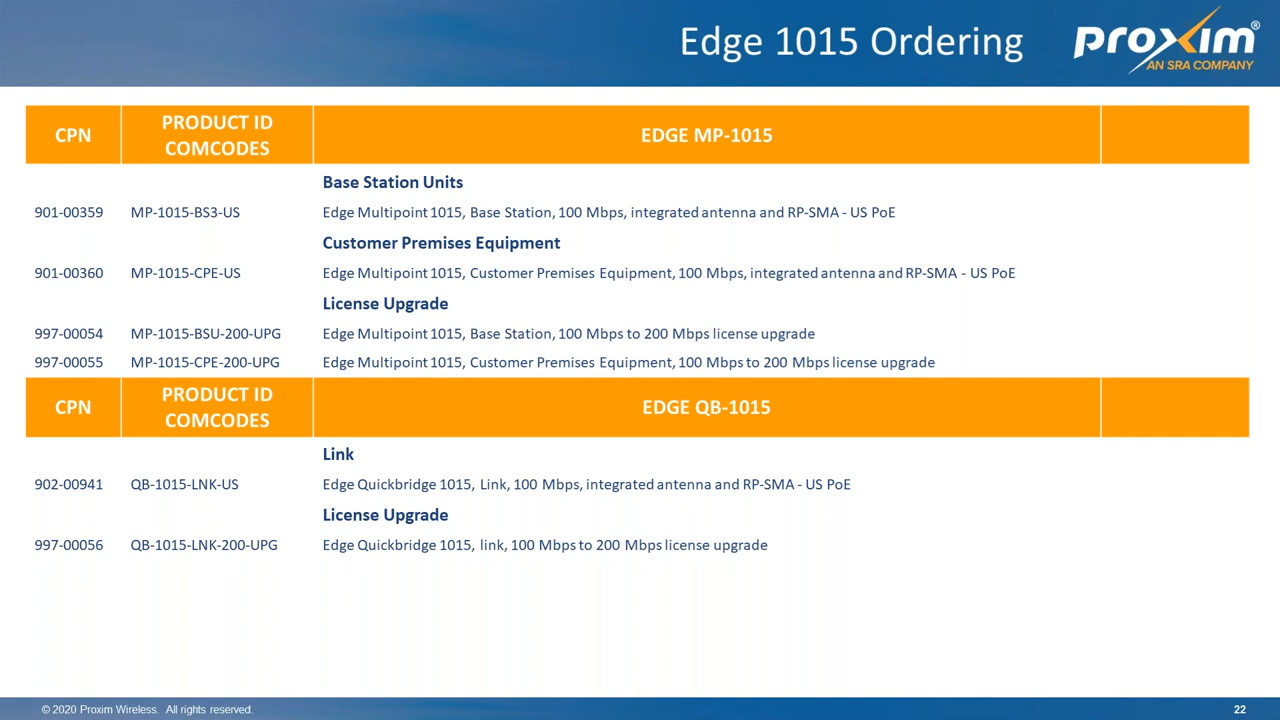 Edge 1015 Ordering
proxim®
AN SRA COMPANY
CPN PRODUCT ID COMCODES EDGE MP-1015
Base Station Units
901-00359 MP-1015-BS3-US Edge Multipoint 1015, Base Station, 100 Mbps, integrated antenna and RP-SMA - US PoE
Customer Premises Equipment
901-00360 MP-1015-CPE-US Edge Multipoint 1015, Customer Premises Equipment, 100 Mbps, integrated antenna and RP-SMA - US PoE
License Upgrade
997-00054 MP-1015-BSU-200-UPG Edge Multipoint 1015, Base Station, 100 Mbps to 200 Mbps license upgrade
997-00055 MP-1015-CPE-200-UPG Edge Multipoint 1015, Customer Premises Equipment, 100 Mbps to 200 Mbps license upgrade
CPN PRODUCT ID COMCODES EDGE QB-1015
Link
902-00941 QB-1015-LNK-US Edge Quickbridge 1015, Link, 100 Mbps, integrated antenna and RP-SMA - US PoE
License Upgrade
997-00056 QB-1015-LNK-200-UPG Edge Quickbridge 1015, link, 100 Mbps to 200 Mbps license upgrade
© 2020 Proxim Wireless. All rights reserved.
22